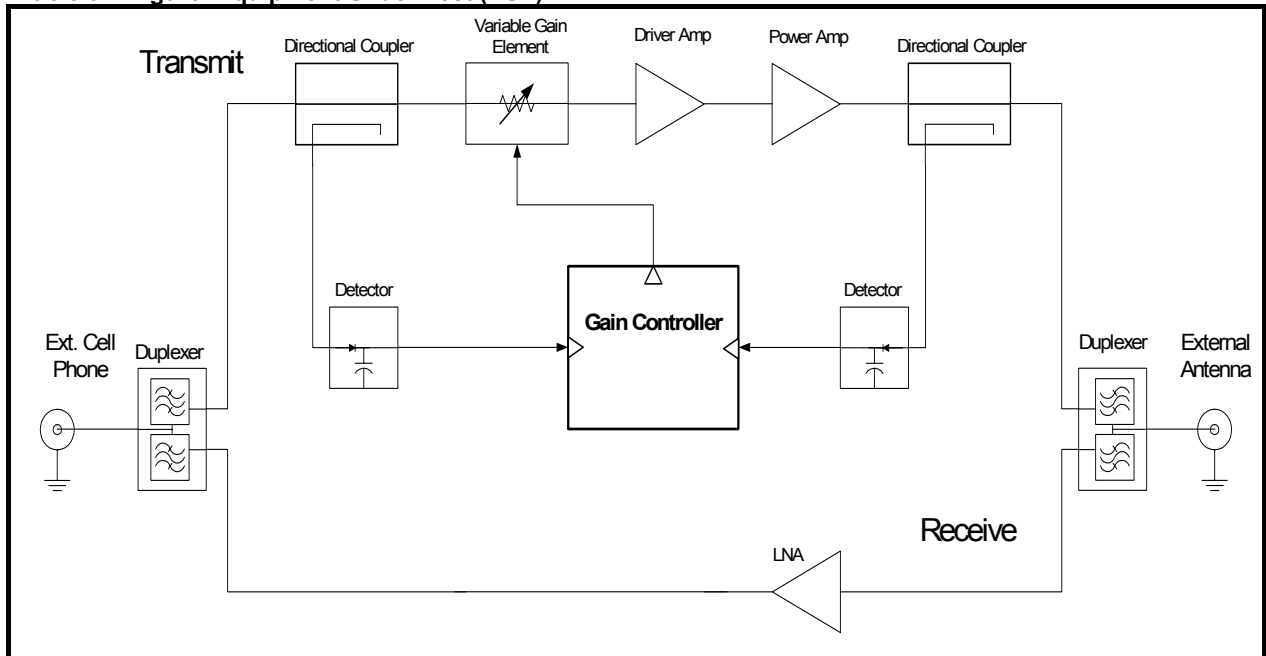 Transmit
Directional Coupler
Variable Gain
Element
Driver Amp
Power Amp
Directional Coupler
Detector
Gain Controller
Detector
Ext. Cell
Phone
Duplexer
Duplexer
External
Antenna
Receive
LNA